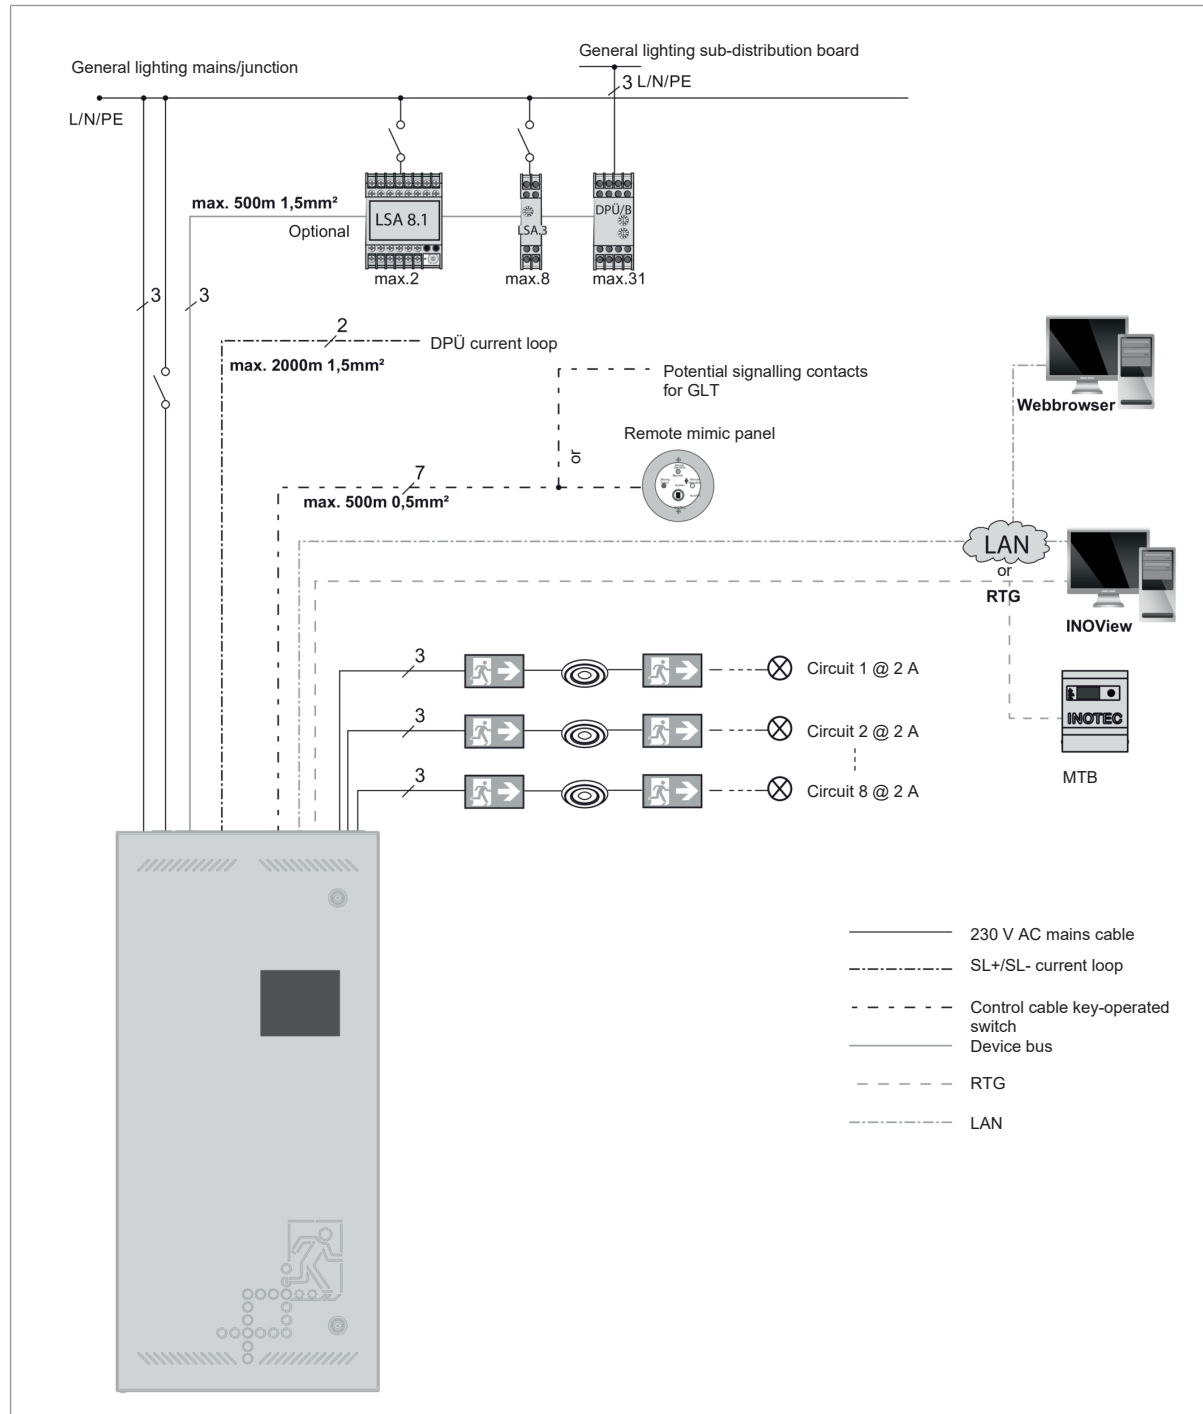 General lighting sub-distribution board
General lighting mains/junction
3 L/N/PE
L/N/PE
max. 500m 1,5mm²
Optional
LSA 8.1
LSA.3
DPÜ/B
max.2
max.8
max.31
3
3
2
DPÜ current loop
max. 2000m 1,5mm²
Potential signalling contacts
for GLT
or
Remote mimic panel
7
max. 500m 0,5mm²
Webbrowser
LAN
or
RTG
INOView
3
Circuit 1 @ 2 A
3
Circuit 2 @ 2 A
3
Circuit 8 @ 2 A
INOTEC
MTB
230 V AC mains cable
SL+/SL- current loop
Control cable key-operated
switch
Device bus
RTG
LAN